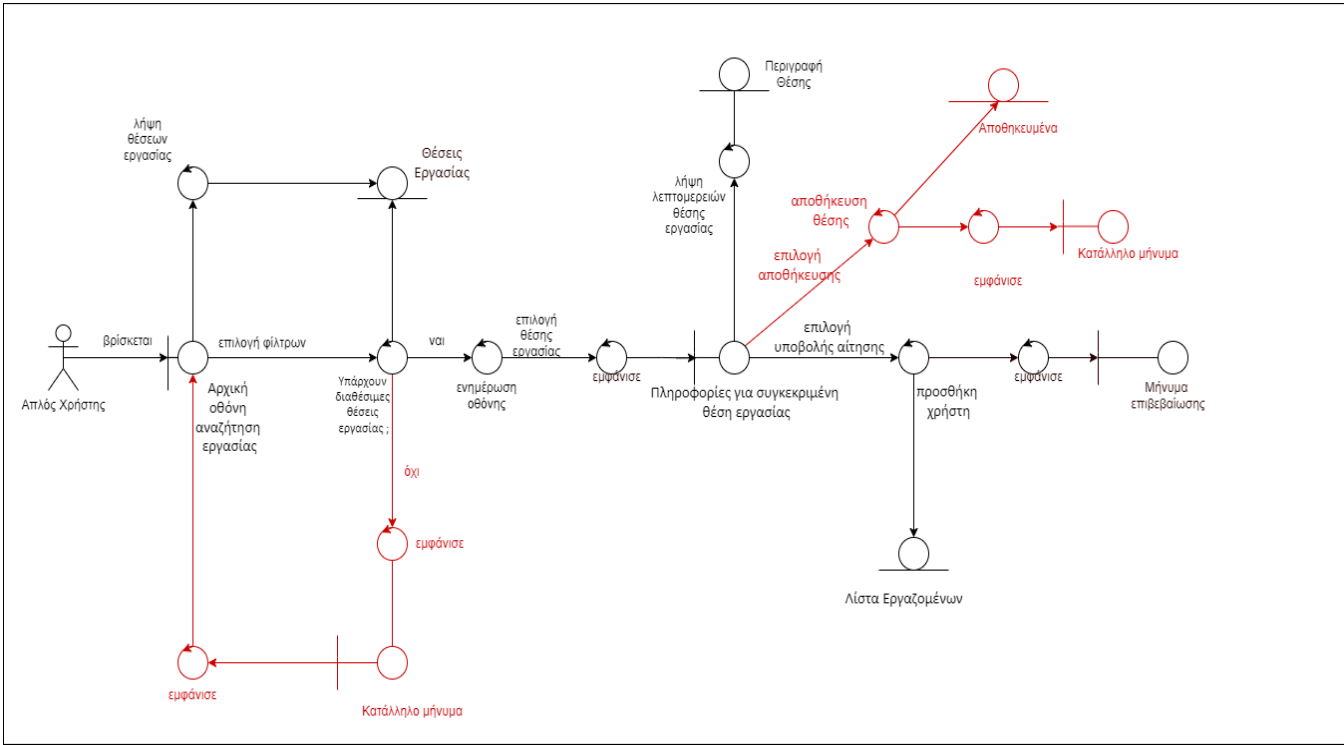 Περιγραφή
Θέσης
Αποθηκευμένα
λήψη
θέσεων
εργασίας
Θέσεις
Εργασίας
λήψη
λεπτομερειών
θέσης
εργασίας
αποθήκευση
θέσης
επιλογή
αποθήκευσης
εμφάνισε
Κατάλληλο μήνυμα
Απλός Χρήστης
βρίσκεται
Αρχική
οθόνη
αναζήτηση
εργασίας
επιλογή φίλτρων
Υπάρχουν
διαθέσιμες
θέσεις
εργασίας ;
ναι
ενημέρωση
οθόνης
επιλογή
θέσης
εργασίας
εμφάνισε
Πληροφορίες για συγκεκριμένη
θέση εργασίας
επιλογή
υποβολής αίτησης
προσθήκη
χρήστη
εμφάνισε
Μήνυμα
επιβεβαίωσης
όχι
εμφάνισε
Λίστα Εργαζομένων
εμφάνισε
Κατάλληλο μήνυμα